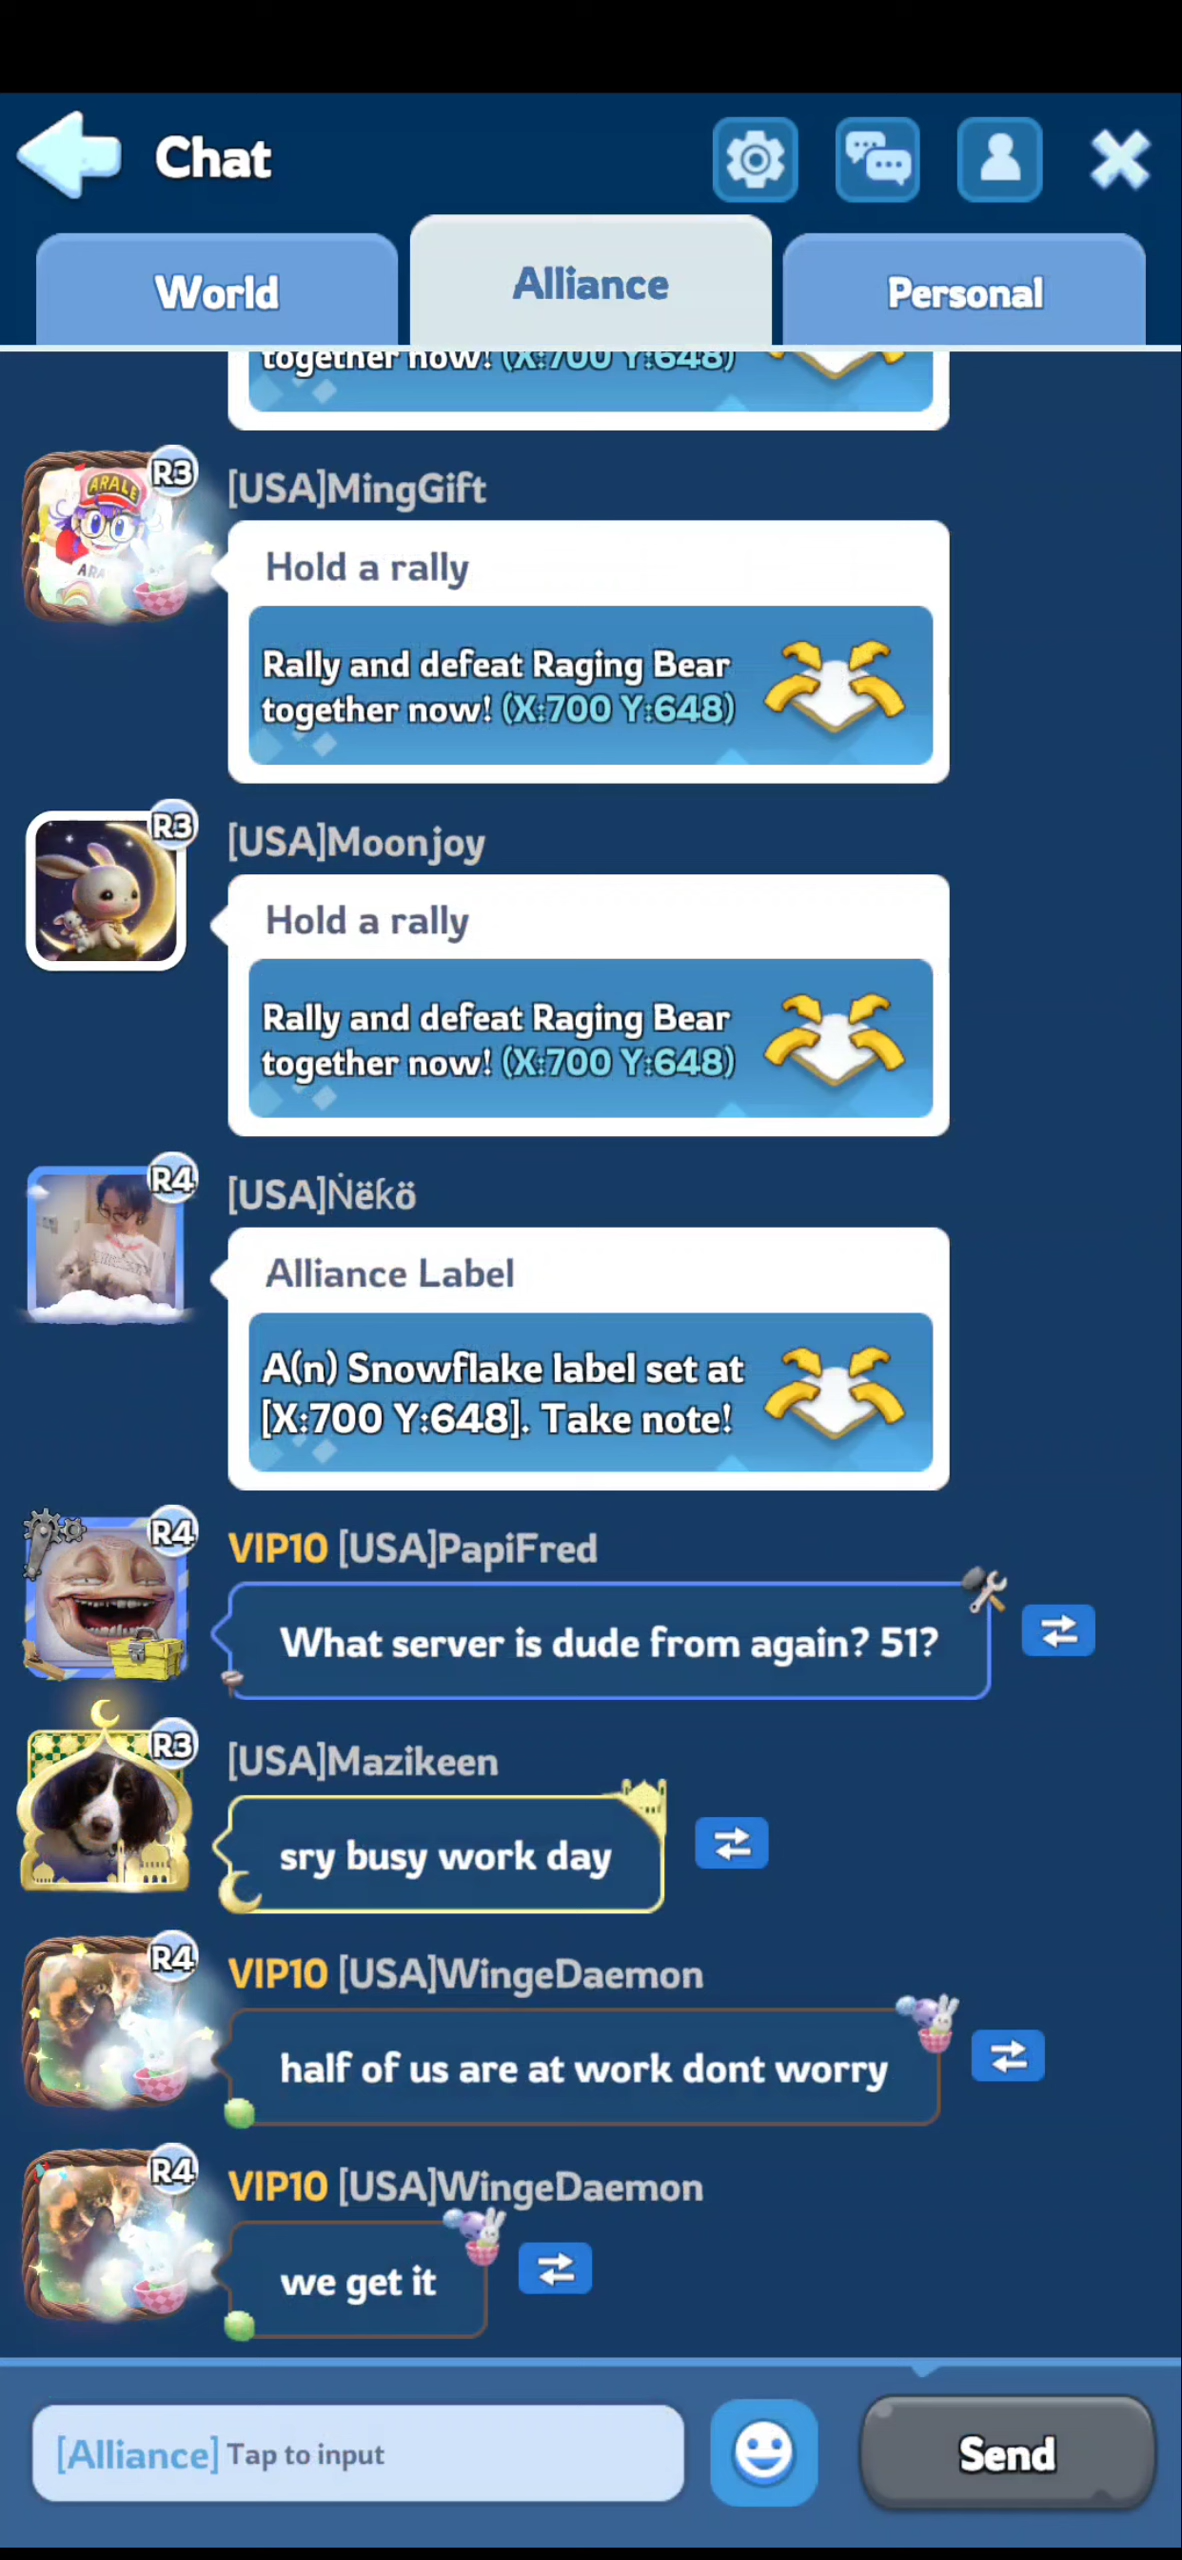 Chat
World
Alliance
Personal
together now! (X:700 Y:648)
R3
[USA]MingGift
ARALE
ARA
Hold a rally
Rally and defeat Raging Bear
together now! (X:700 Y:648)
R3
[USA]Moonjoy
Hold a rally
Rally and defeat Raging Bear
together now! (X:700 Y:648)
R4
[USA]Ṅëƙö
Alliance Label
A(n) Snowflake label set at
[X:700 Y:648]. Take note!
R4
VIP10 [USA]PapiFred
What server is dude from again? 51?
R3
[USA]Mazikeen
sry busy work day
R4
VIP10 [USA]WingeDaemon
half of us are at work dont worry
R4
VIP10 [USA]WingeDaemon
we get it
[Alliance] Tap to input
Send